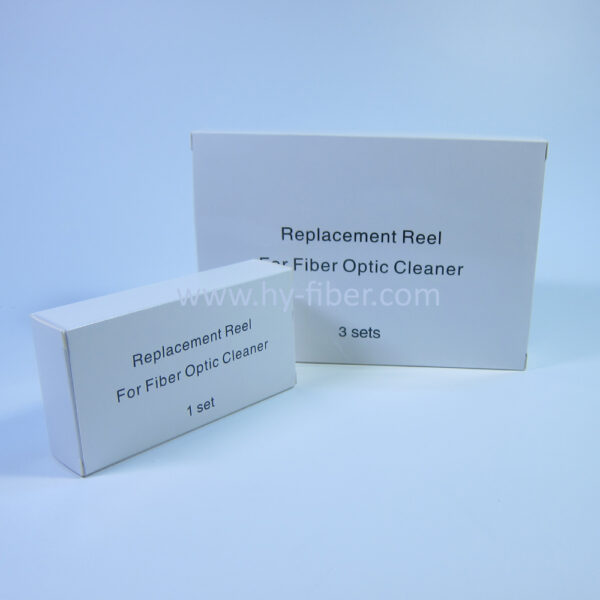 Replacement Reel
For Fiber Optic Cleaner
3 sets
www.hy-fiber.com
Replacement Reel
For Fiber Optic Cleaner
1 set